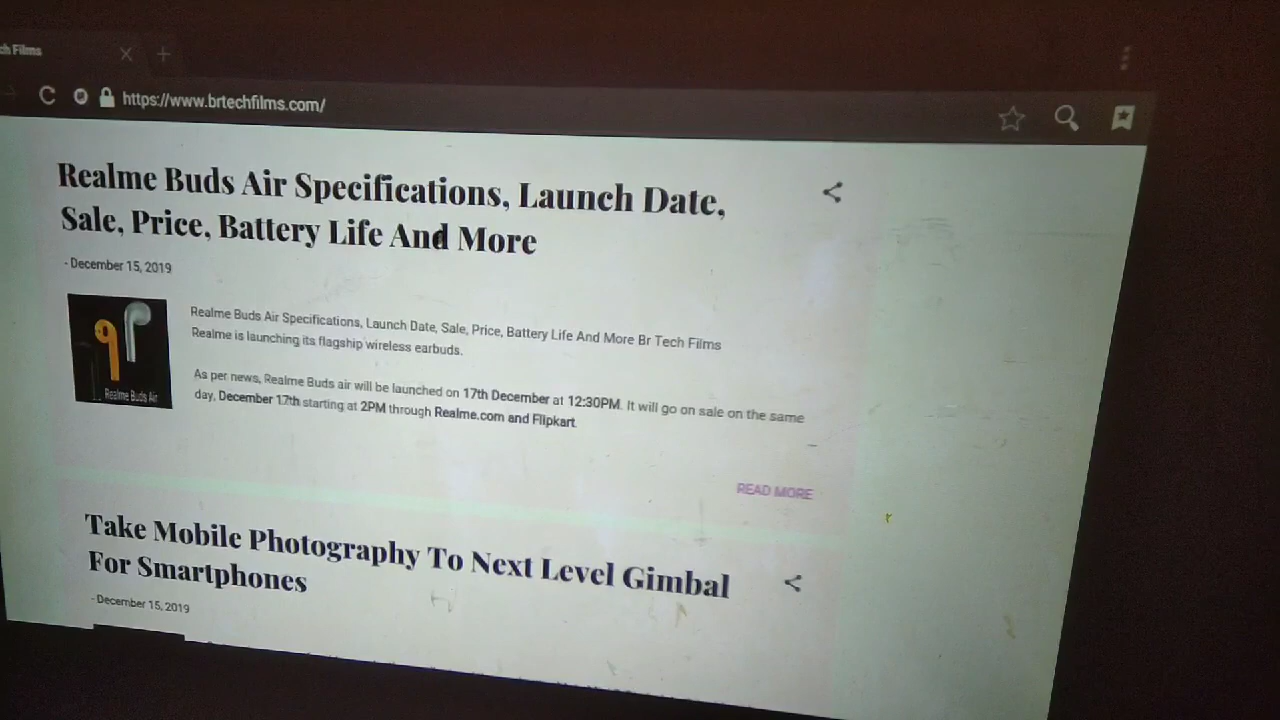 ch Films
https://www.brtechfilms.com/
Realme Buds Air Specifications, Launch Date,
Sale, Price, Battery Life And More
- December 15, 2019
Realme Buds Air Specifications, Launch Date, Sale, Price, Battery Life And More Br Tech Films
Realme is launching its flagship wireless earbuds.
As per news, Realme Buds air will be launched on 17th December at 12:30PM. It will go on sale on the same
day, December 17th starting at 2PM through Realme.com and Flipkart.
Realme Buds Air
READ MORE
Take Mobile Photography To Next Level Gimbal
For Smartphones
- December 15, 2019